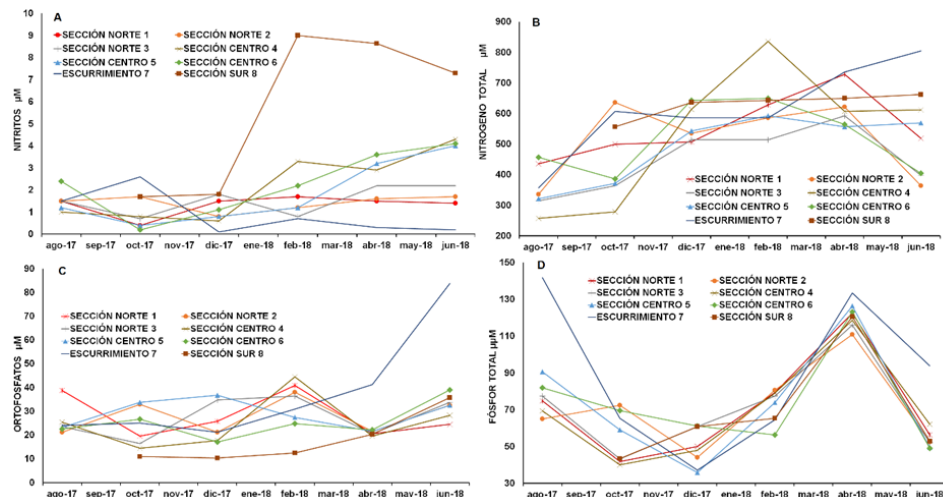 A
NITRITOS µM
10
9
8
7
6
5
4
3
2
1
0
SECCIÓN NORTE 1 SECCIÓN NORTE 2
SECCIÓN NORTE 3 SECCIÓN CENTRO 4
SECCIÓN CENTRO 5 SECCIÓN CENTRO 6
ESCURRIMIENTO 7 SECCIÓN SUR 8
ago-17 sep-17 oct-17 nov-17 dic-17 ene-18 feb-18 mar-18 abr-18 may-18 jun-18
B
NITROGENO TOTAL µM
900
800
700
600
500
400
300
200
SECCIÓN NORTE 1 SECCIÓN NORTE 2
SECCIÓN NORTE 3 SECCIÓN CENTRO 4
SECCIÓN CENTRO 5 SECCIÓN CENTRO 6
ESCURRIMIENTO 7 SECCIÓN SUR 8
ago-17 sep-17 oct-17 nov-17 dic-17 ene-18 feb-18 mar-18 abr-18 may-18 jun-18
C
ORTOFOSFATOS µM
90
80
70
60
50
40
30
20
10
0
SECCIÓN NORTE 1 SECCIÓN NORTE 2
SECCIÓN NORTE 3 SECCIÓN CENTRO 4
SECCIÓN CENTRO 5 SECCIÓN CENTRO 6
ESCURRIMIENTO 7 SECCIÓN SUR 8
ago-17 sep-17 oct-17 nov-17 dic-17 ene-18 feb-18 mar-18 abr-18 may-18 jun-18
D
FÓSFOR TOTAL µµM
150
130
110
90
70
50
30
SECCIÓN NORTE 1 SECCIÓN NORTE 2
SECCIÓN NORTE 3 SECCIÓN CENTRO 4
SECCIÓN CENTRO 5 SECCIÓN CENTRO 6
ESCURRIMIENTO 7 SECCIÓN SUR 8
ago-17 sep-17 oct-17 nov-17 dic-17 ene-18 feb-18 mar-18 abr-18 may-18 jun-18